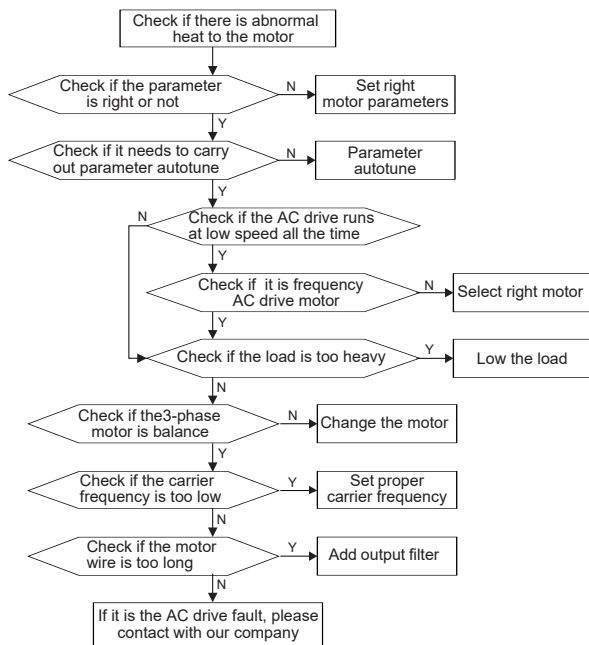 Check if there is abnormal
heat to the motor
Check if the parameter
is right or not
N
Set right
motor parameters
Y
Check if it needs to carry
out parameter autotune
N
Parameter
autotune
Y
N
Check if the AC drive runs
at low speed all the time
Y
Check if it is frequency
AC drive motor
N
Select right motor
Y
Check if the load is too heavy
Y
Low the load
N
Check if the3-phase
motor is balance
N
Change the motor
Y
Check if the carrier
frequency is too low
Y
Set proper
carrier frequency
N
Check if the motor
wire is too long
Y
Add output filter
N
If it is the AC drive fault, please
contact with our company